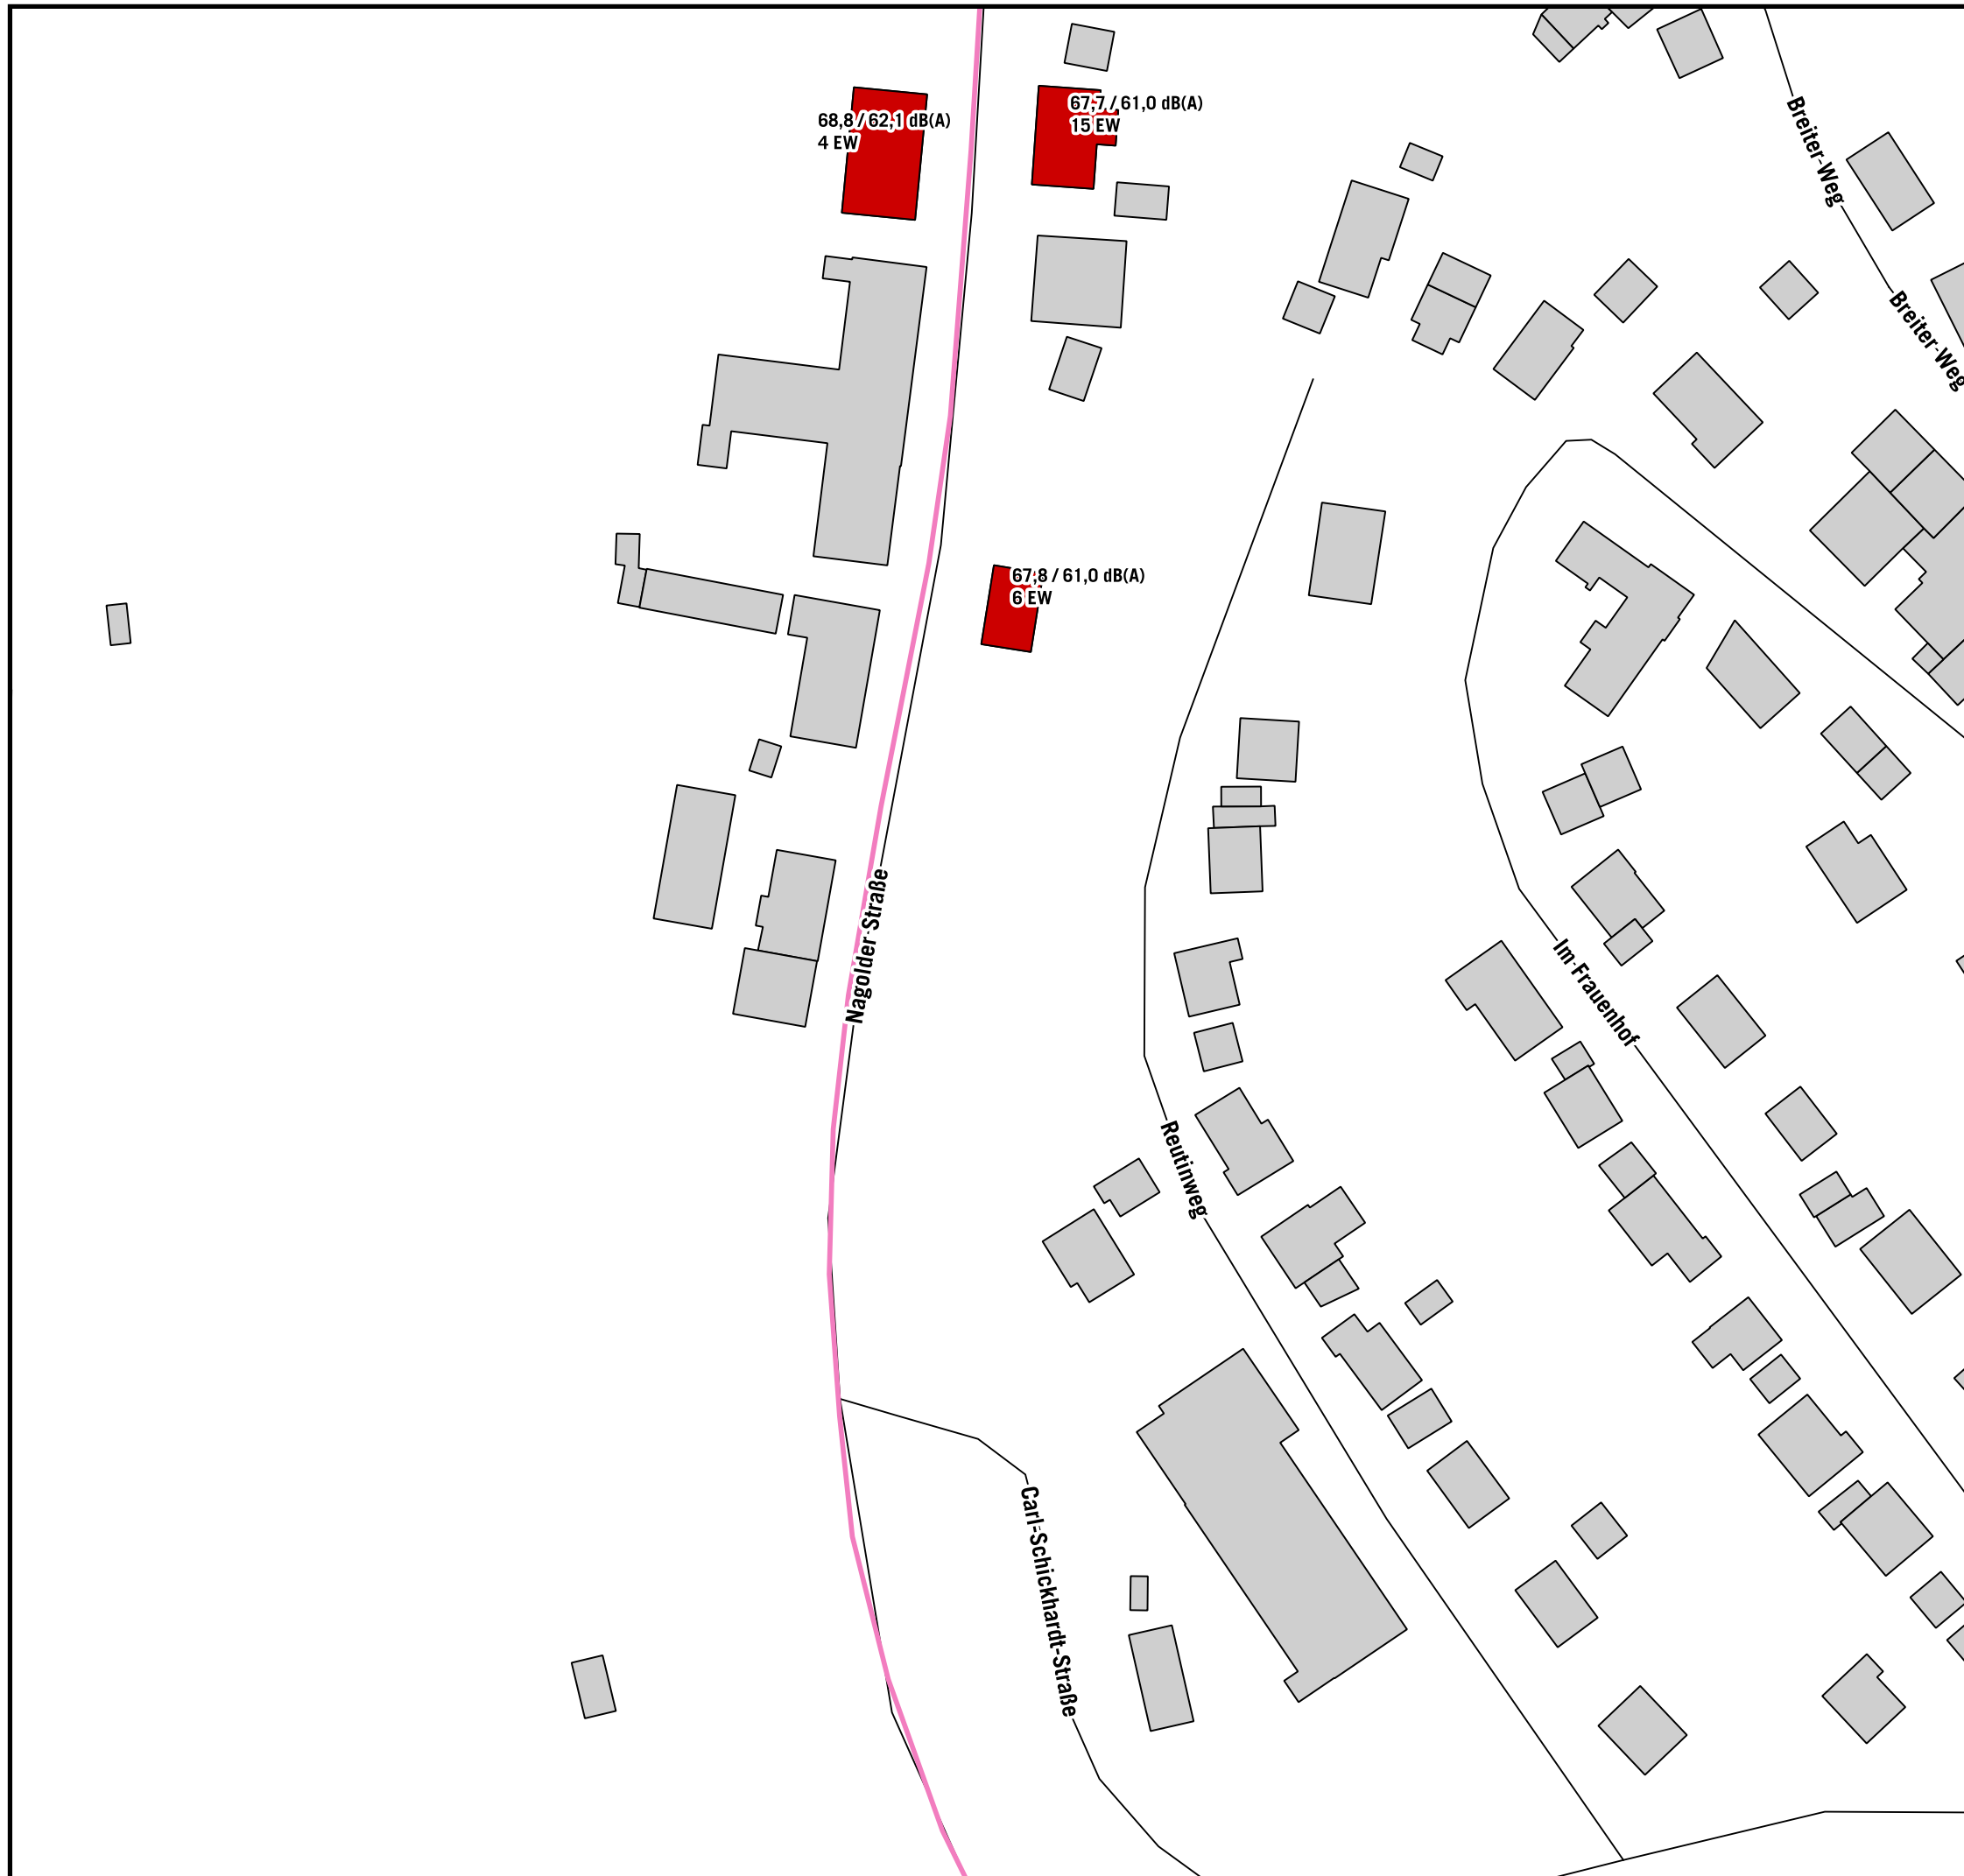 67,7 / 61,0 dB(A)
15 EW
68,8 / 62,1 dB(A)
4 EW
Breiter-Weg
Breiter-Weg
67,8 / 61,0 dB(A)
6 EW
Nagolder-Straße
Im-Frauenhof
Reutinweg
Carl-Schickhardt-Straße